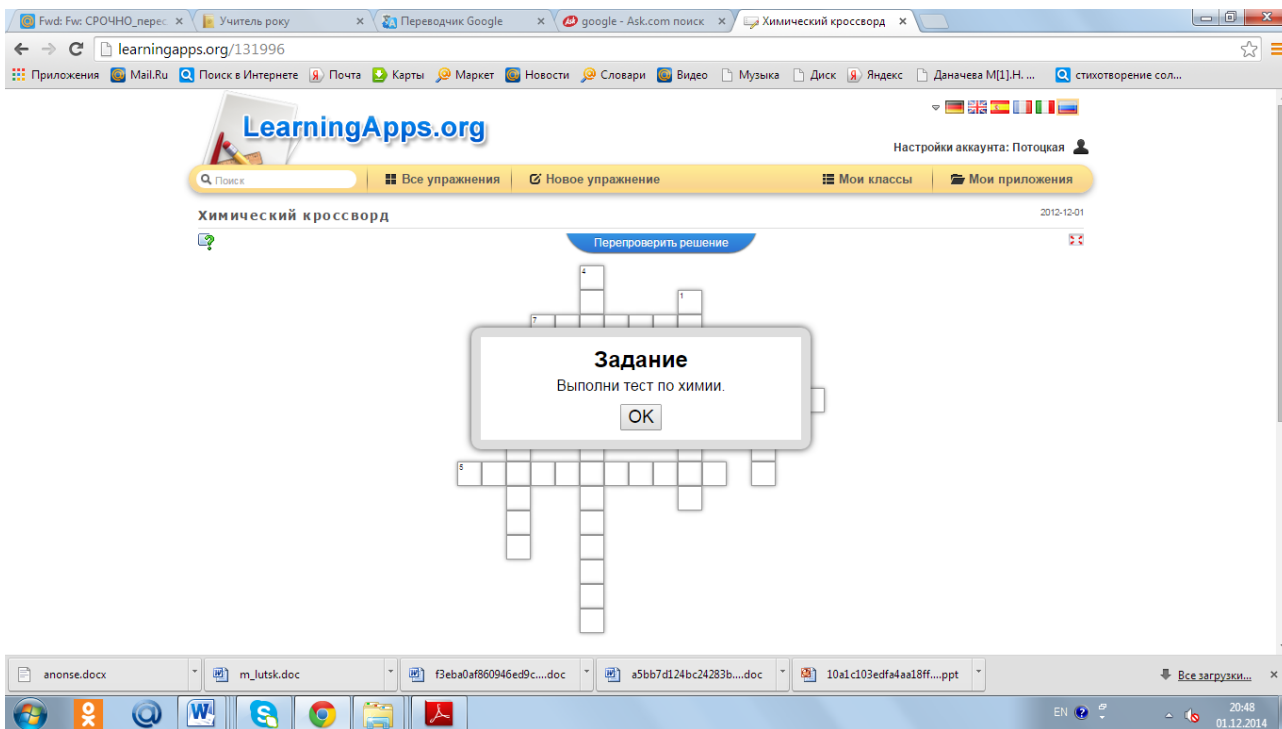 Fwd: Fw: СРОЧНО_перес
Учитель року
Переводчик Google
google - Ask.com поиск
Химический кроссворд
learningapps.org/131996
Приложения Mail.Ru Поиск в Интернете Почта Карты Маркет Новости Словари Видео Музыка Диск Яндекс Даначева М[1].Н. ... стихотворение сол...
LearningApps.org
Настройки аккаунта: Потоцкая
Поиск Все упражнения Новое упражнение Мои классы Мои приложения
Химический кроссворд 2012-12-01
Перепроверить решение
4
1
7
Задание
Выполни тест по химии.
OK
5
anonse.docx m_lutsk.doc f3eba0af860946ed9c....doc a5bb7d124bc24283b....doc 10a1c103edfa4aa18ff....ppt Все загрузки...
EN 20:48
01.12.2014